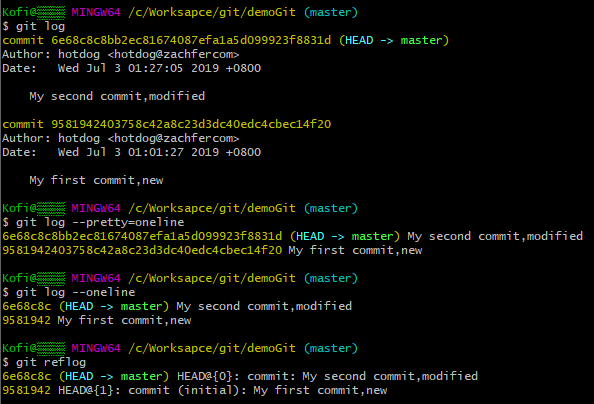 Kofi@▒▒▒▒ MINGW64 /c/Worksapce/git/demoGit (master)
$ git log
commit 6e68c8c8bb2ec81674087efa1a5d099923f8831d (HEAD -> master)
Author: hotdog <hotdog@zachfercom>
Date:   Wed Jul 3 01:27:05 2019 +0800
My second commit,modified
commit 9581942403758c42a8c23d3dc40edc4cbec14f20
Author: hotdog <hotdog@zachfercom>
Date:   Wed Jul 3 01:01:27 2019 +0800
My first commit,new
Kofi@▒▒▒▒ MINGW64 /c/Worksapce/git/demoGit (master)
$ git log --pretty=oneline
6e68c8c8bb2ec81674087efa1a5d099923f8831d (HEAD -> master) My second commit,modified
9581942403758c42a8c23d3dc40edc4cbec14f20 My first commit,new
Kofi@▒▒▒▒ MINGW64 /c/Worksapce/git/demoGit (master)
$ git log --oneline
6e68c8c (HEAD -> master) My second commit,modified
9581942 My first commit,new
Kofi@▒▒▒▒ MINGW64 /c/Worksapce/git/demoGit (master)
$ git reflog
6e68c8c (HEAD -> master) HEAD@{0}: commit: My second commit,modified
9581942 HEAD@{1}: commit (initial): My first commit,new